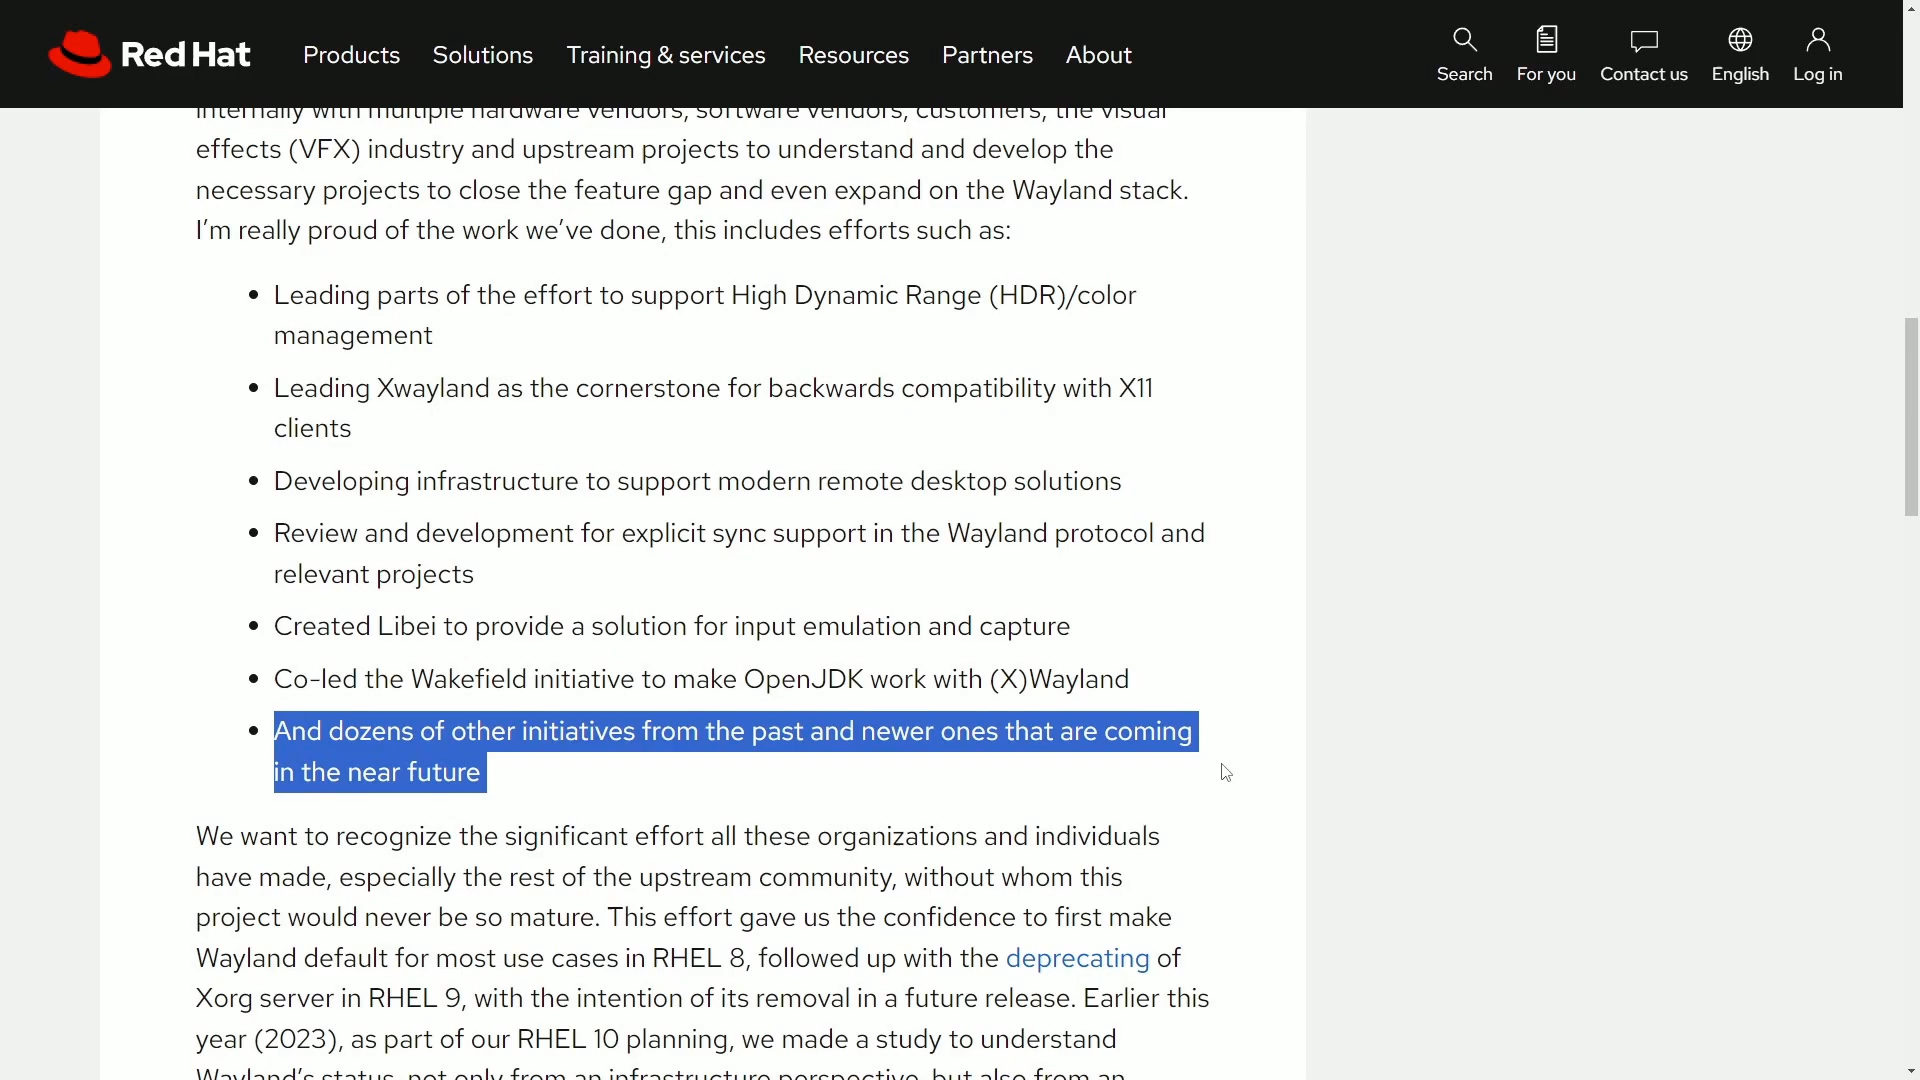 Red Hat
Products
Solutions
Training & services
Resources
Partners
About
Search
For you
Contact us
English
Log in
internally with multiple hardware vendors, software vendors, customers, the visual
effects (VFX) industry and upstream projects to understand and develop the
necessary projects to close the feature gap and even expand on the Wayland stack.
I’m really proud of the work we’ve done, this includes efforts such as:
• Leading parts of the effort to support High Dynamic Range (HDR)/color
management
• Leading Xwayland as the cornerstone for backwards compatibility with X11
clients
• Developing infrastructure to support modern remote desktop solutions
• Review and development for explicit sync support in the Wayland protocol and
relevant projects
• Created Libei to provide a solution for input emulation and capture
• Co-led the Wakefield initiative to make OpenJDK work with (X)Wayland
• And dozens of other initiatives from the past and newer ones that are coming
in the near future
We want to recognize the significant effort all these organizations and individuals
have made, especially the rest of the upstream community, without whom this
project would never be so mature. This effort gave us the confidence to first make
Wayland default for most use cases in RHEL 8, followed up with the deprecating of
Xorg server in RHEL 9, with the intention of its removal in a future release. Earlier this
year (2023), as part of our RHEL 10 planning, we made a study to understand
Wayland’s status, not only from an infrastructure perspective, but also from an